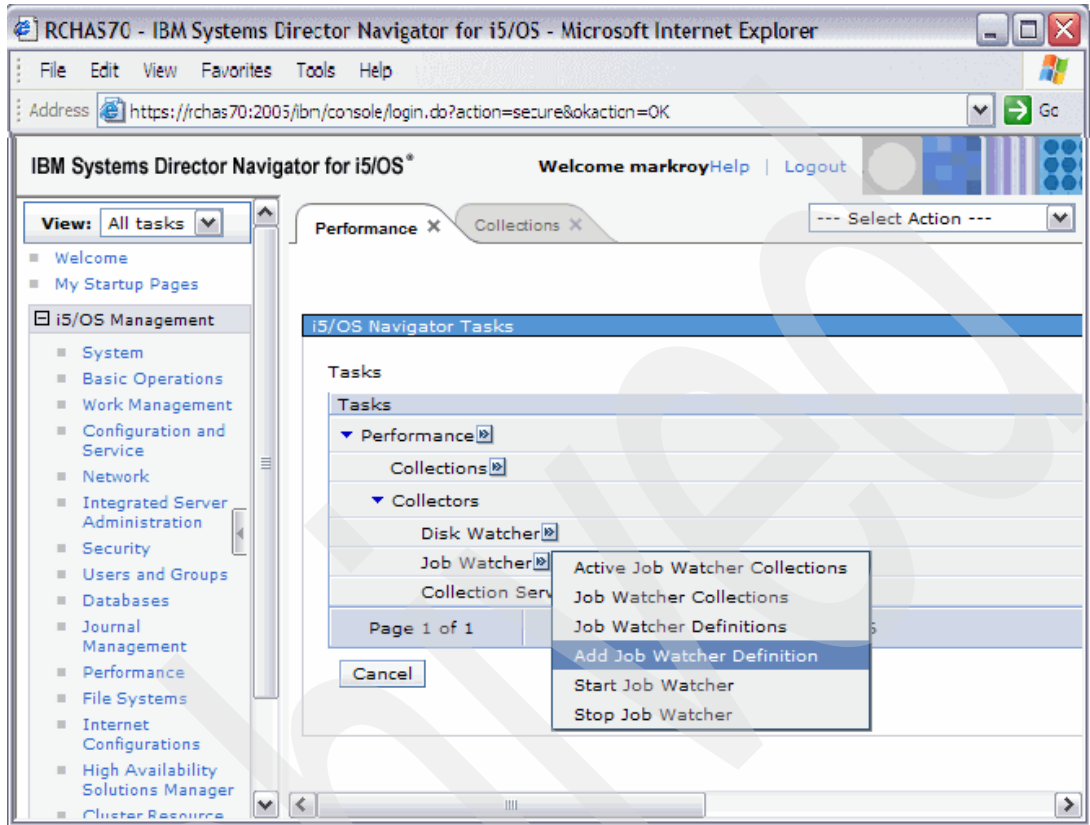 RCHAS70 - IBM Systems Director Navigator for i5/OS - Microsoft Internet Explorer
File Edit View Favorites Tools Help
Address https://rchas70:2005/ibm/console/login.do?action=secure&okaction=OK Go
IBM Systems Director Navigator for i5/OS® Welcome markroy Help | Logout
View: All tasks
Performance Collections --- Select Action ---
Welcome
My Startup Pages
i5/OS Management
System
Basic Operations
Work Management
Configuration and
Service
Network
Integrated Server
Administration
Security
Users and Groups
Databases
Journal
Management
Performance
File Systems
Internet
Configurations
High Availability
Solutions Manager
Cluster Resource
i5/OS Navigator Tasks
Tasks
Tasks
Performance
Collections
Collectors
Disk Watcher
Job Watcher
Collection Serv
Page 1 of 1
Cancel
Active Job Watcher Collections
Job Watcher Collections
Job Watcher Definitions
Add Job Watcher Definition
Start Job Watcher
Stop Job Watcher